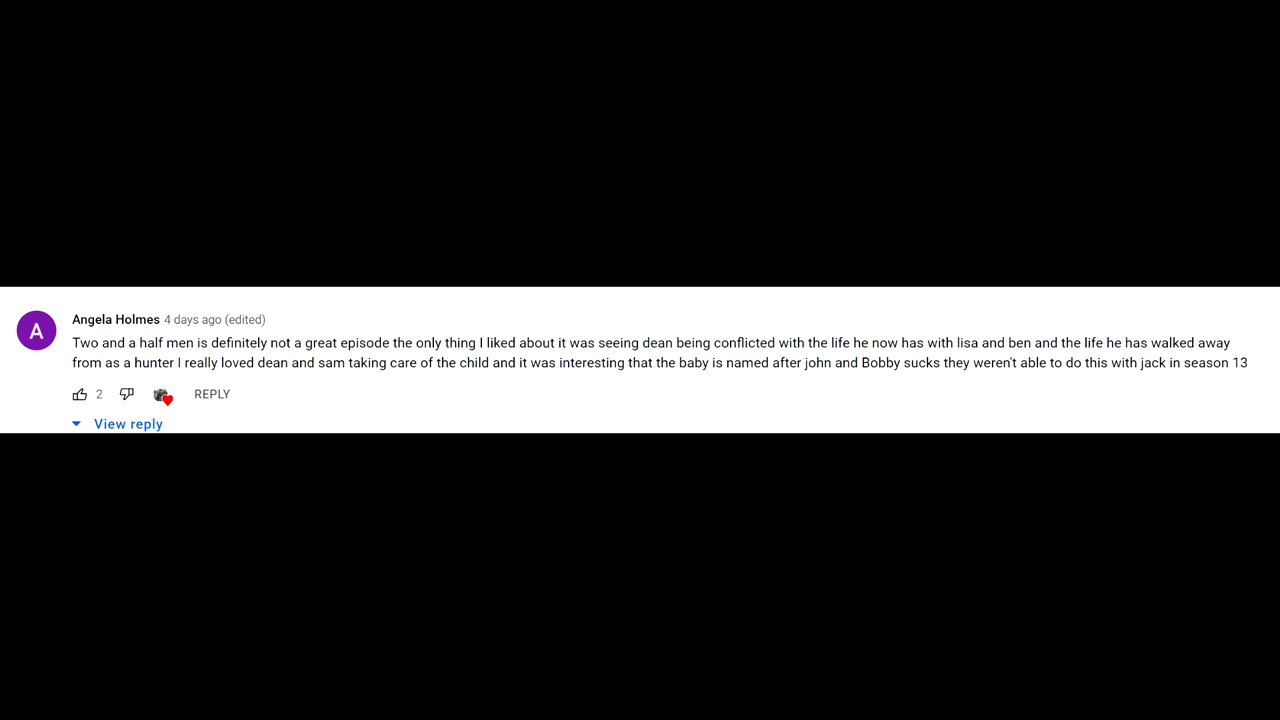 A
Angela Holmes 4 days ago (edited)
Two and a half men is definitely not a great episode the only thing I liked about it was seeing dean being conflicted with the life he now has with lisa and ben and the life he has walked away
from as a hunter I really loved dean and sam taking care of the child and it was interesting that the baby is named after john and Bobby sucks they weren't able to do this with jack in season 13
2 REPLY
View reply